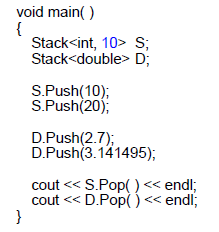 void main( )
{
Stack<int, 10> S;
Stack<double> D;
S.Push(10);
S.Push(20);
D.Push(2.7);
D.Push(3.141495);
cout << S.Pop( ) << endl;
cout << D.Pop( ) << endl;
}